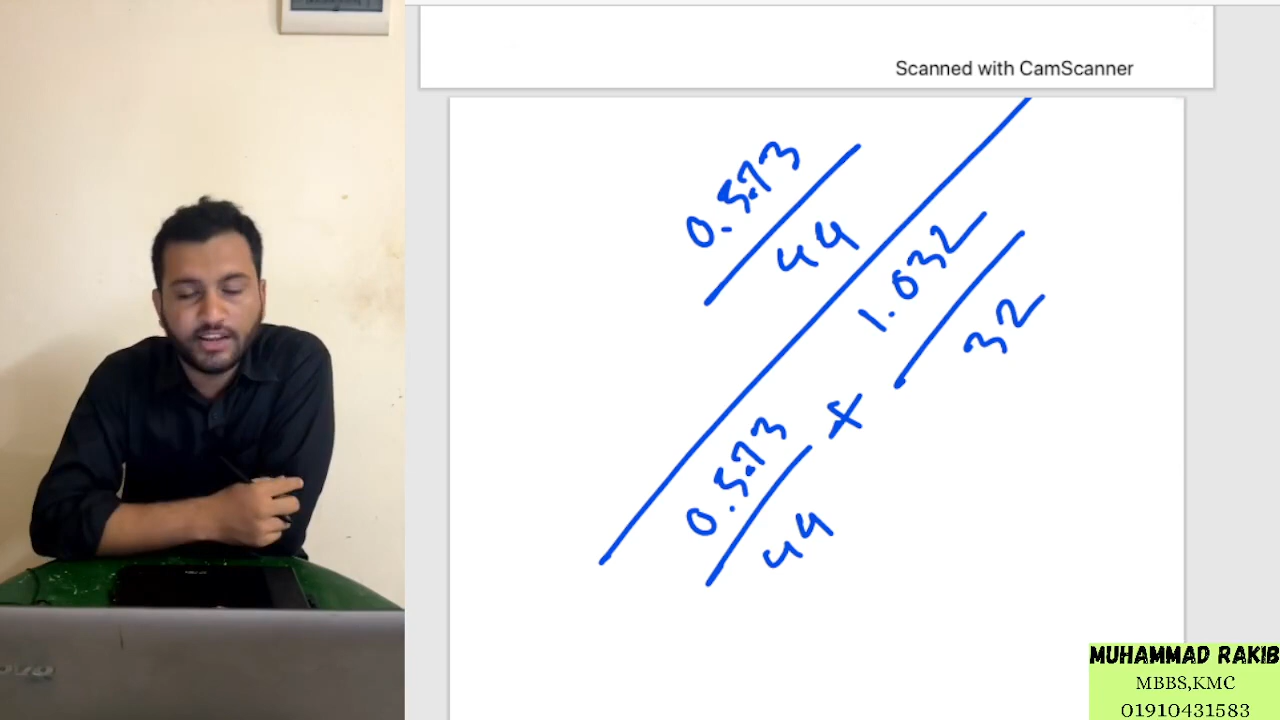 Scanned with CamScanner
0.573
44
1.032
32
0.573
44
+
MUHAMMAD RAKIB
MBBS,KMC
01910431583